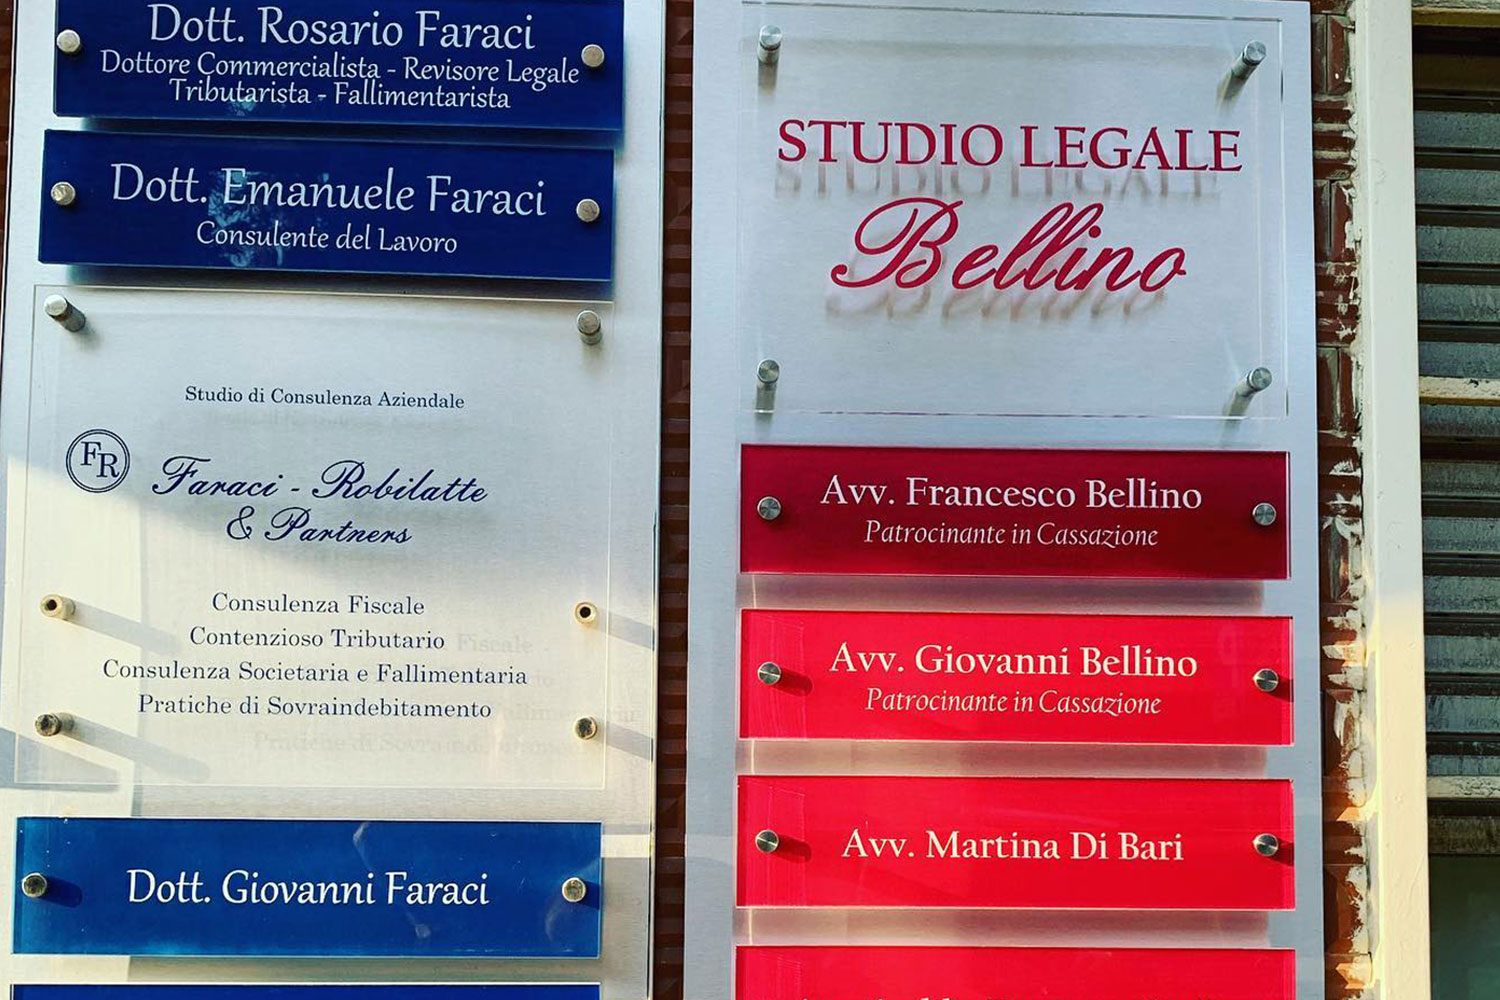 Dott. Rosario Faraci
Dottore Commercialista - Revisore Legale
Tributarista - Fallimentarista
Dott. Emanuele Faraci
Consulente del Lavoro
Studio di Consulenza Aziendale
FR
Faraci - Robilatte
& Partners
Consulenza Fiscale
Contenzioso Tributario
Consulenza Societaria e Fallimentaria
Pratiche di Sovraindebitamento
Dott. Giovanni Faraci
STUDIO LEGALE
Bellino
Avv. Francesco Bellino
Patrocinante in Cassazione
Avv. Giovanni Bellino
Patrocinante in Cassazione
Avv. Martina Di Bari